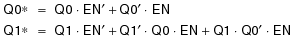 Q0∗ = Q0 · EN′ + Q0′ · EN
Q1∗ = Q1 · EN′ + Q1′ · Q0 · EN + Q1 · Q0′ · EN